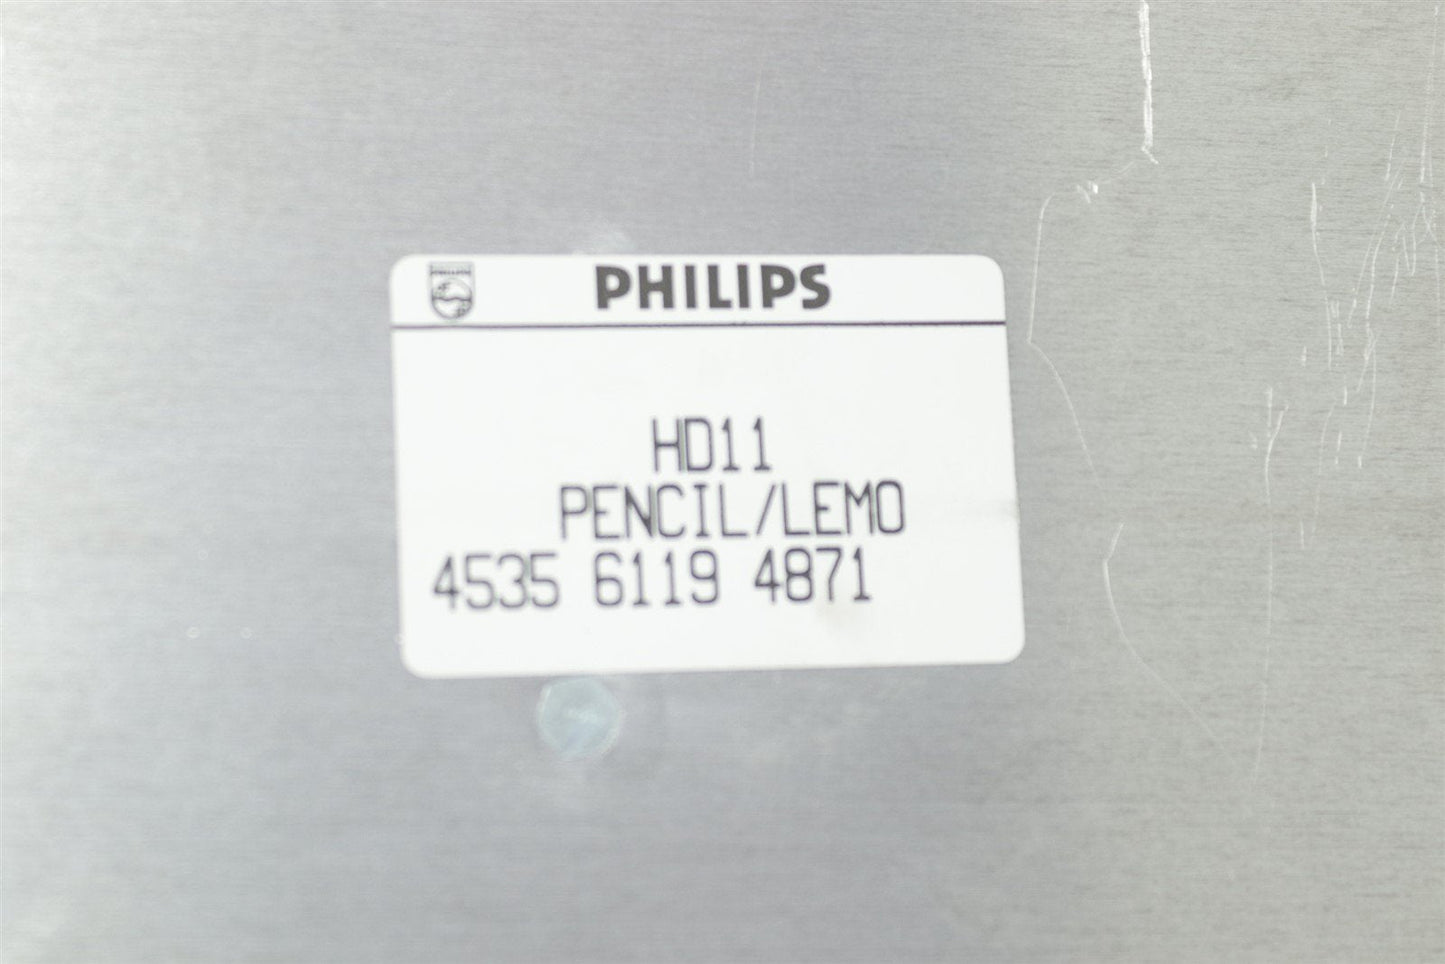 PHILIPS
HD11
PENCIL/LEMO
4535 6119 4871